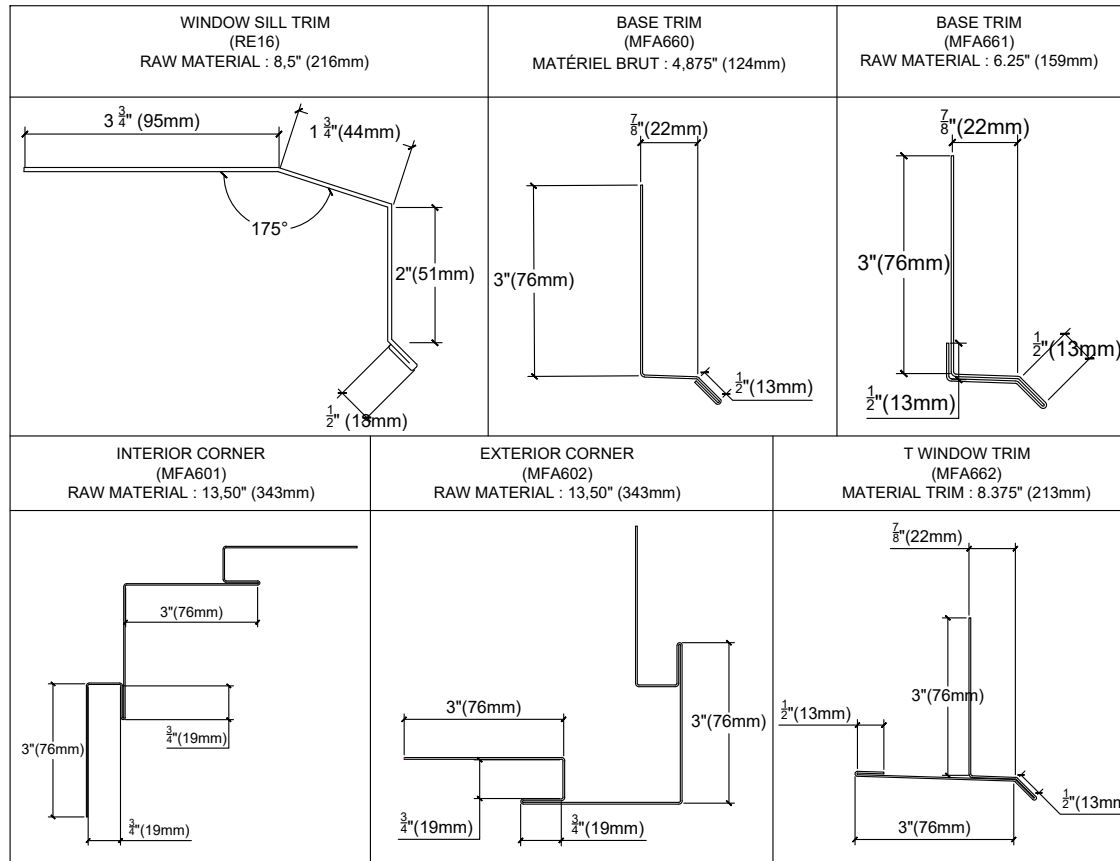 WINDOW SILL TRIM
(RE16)
RAW MATERIAL : 8,5" (216mm)
3 3/4" (95mm)
1 3/4" (44mm)
175°
2"(51mm)
1/2" (13mm)
BASE TRIM
(MFA660)
MATÉRIEL BRUT : 4,875" (124mm)
7/8"(22mm)
3"(76mm)
1/2"(13mm)
BASE TRIM
(MFA661)
RAW MATERIAL : 6.25" (159mm)
7/8"(22mm)
3"(76mm)
1/2"(13mm)
1/2"(13mm)
INTERIOR CORNER
(MFA601)
RAW MATERIAL : 13,50" (343mm)
3"(76mm)
3"(76mm)
3/4"(19mm)
3/4"(19mm)
EXTERIOR CORNER
(MFA602)
RAW MATERIAL : 13,50" (343mm)
3"(76mm)
3"(76mm)
3/4"(19mm)
3/4"(19mm)
T WINDOW TRIM
(MFA662)
MATERIAL TRIM : 8.375" (213mm)
7/8"(22mm)
3"(76mm)
1/2"(13mm)
1/2"(13mm
3"(76mm)